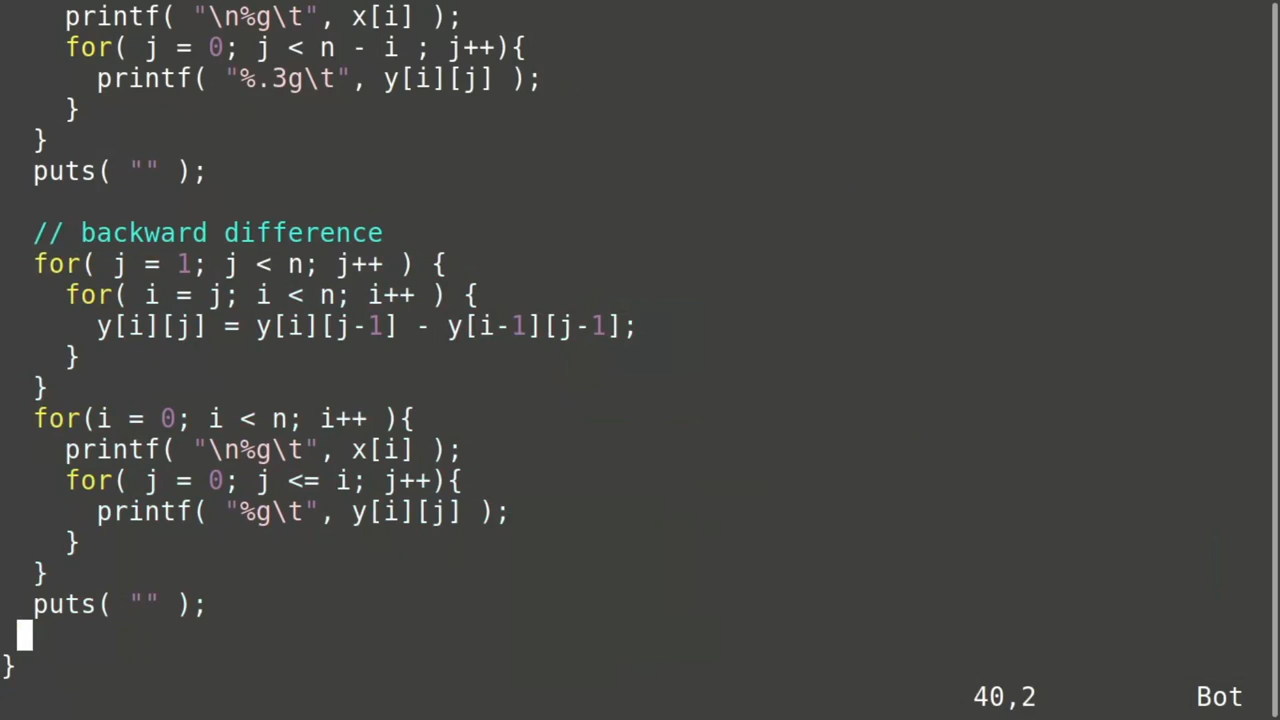 printf( "\n%g\t", x[i] );
    for( j = 0; j < n - i ; j++){
      printf( "%.3g\t", y[i][j] );
    }
  }
  puts( "" );

  // backward difference
  for( j = 1; j < n; j++ ) {
    for( i = j; i < n; i++ ) {
      y[i][j] = y[i][j-1] - y[i-1][j-1];
    }
  }
  for(i = 0; i < n; i++ ){
    printf( "\n%g\t", x[i] );
    for( j = 0; j <= i; j++){
      printf( "%g\t", y[i][j] );
    }
  }
  puts( "" );

}
40,2 Bot